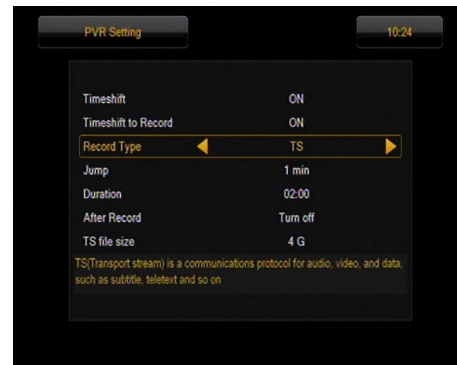 PVR Setting 10:24
Timeshift ON
Timeshift to Record ON
Record Type TS
Jump 1 min
Duration 02:00
After Record Turn off
TS file size 4 G
TS(Transport stream) is a communications protocol for audio, video, and data,
such as subtitle, teletext and so on